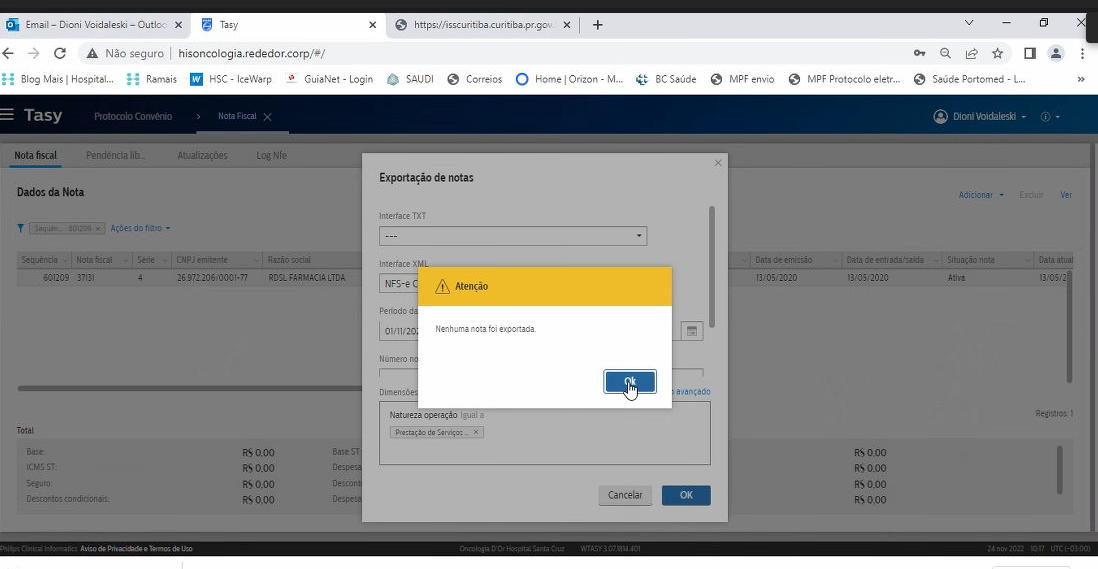 Email – Dioni Voidaleski – Outloo
Tasy
https://isscuritiba.curitiba.pr.gov.
Não seguro
hisoncologia.rededor.corp/#/
Blog Mais | Hospital...
Ramais
HSC - IceWarp
GuiaNet - Login
SAUDI
Correios
Home | Orizon - M...
BC Saúde
MPF envio
MPF Protocolo eletr...
Saúde Portomed - L...
»
Tasy
Protocolo Convênio
Nota Fiscal
Dioni Voidaleski
Nota fiscal
Pendência lib...
Atualizações
Log Nfe
Dados da Nota
Adicionar
Excluir
Ver
Sequên... 601209 ×
Ações do filtro
Sequência
Nota fiscal
Série
CNPJ emitente
Razão social
Data de emissão
Data de entrada/saída
Situação nota
Data atual
601209
37131
4
26.972.206/0001-77
RDSL FARMACIA LTDA
13/05/2020
13/05/2020
Ativa
13/05/2
Registros: 1
Total
Base:
R$ 0,00
Base ST
R$ 0,00
ICMS ST:
R$ 0,00
Despesa
R$ 0,00
Seguro:
R$ 0,00
Descont
R$ 0,00
Descontos condicionais:
R$ 0,00
Despesa
R$ 0,00
Exportação de notas
Interface TXT
---
Interface XML
NFS-e C
Período da
01/11/202
Número no
Dimensões
o avançado
Natureza operação Igual a
Prestação de Serviços ... ×
Cancelar
OK
Atenção
Nenhuma nota foi exportada.
Ok
Philips Clinical Informatics Aviso de Privacidade e Termos de Uso
Oncologia D'Or Hospital Santa Cruz
WTASY 3.07.1814.401
24 nov 2022 10:17 UTC (-03:00)